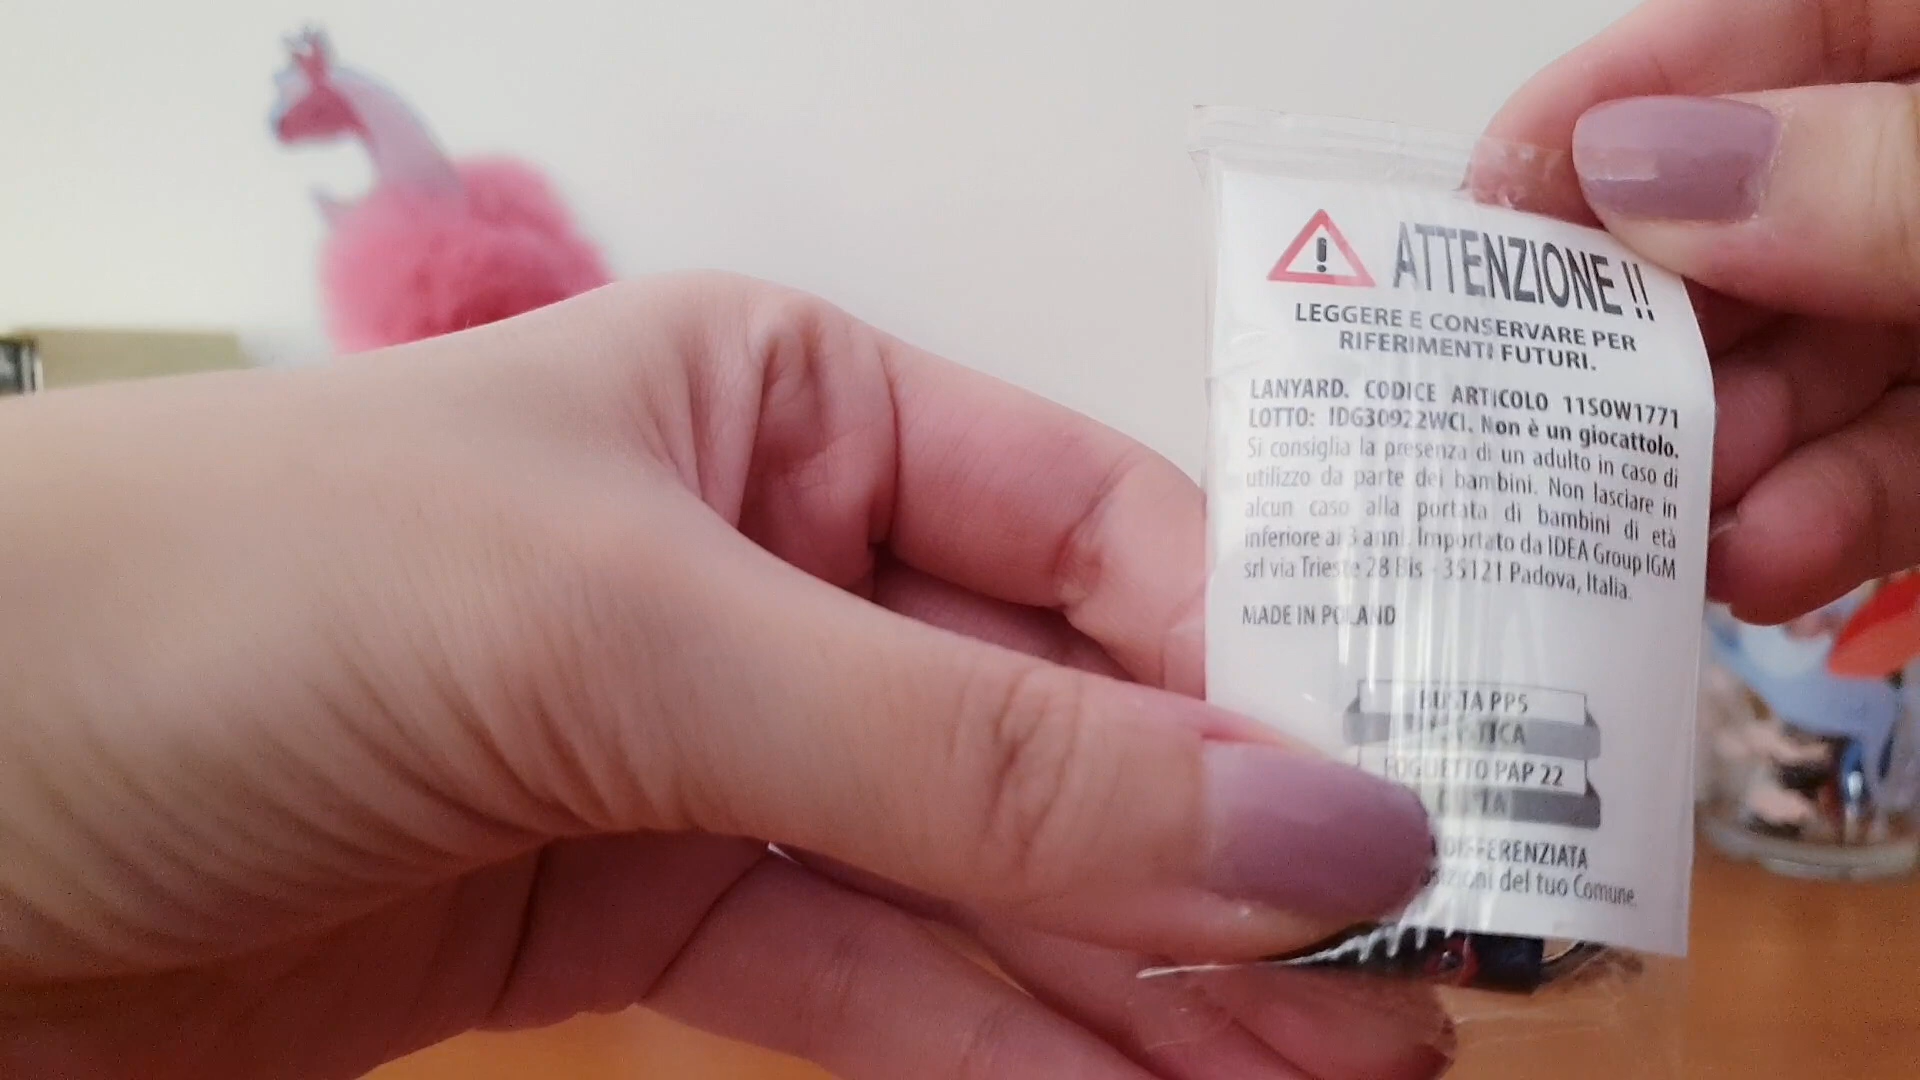 ATTENZIONE !!
LEGGERE E CONSERVARE PER
RIFERIMENTI FUTURI.
LANYARD. CODICE ARTICOLO 11SOW1771
LOTTO: IDG30922WCI. Non è un giocattolo.
Si consiglia la presenza di un adulto in caso di
utilizzo da parte dei bambini. Non lasciare in
alcun caso alla portata di bambini di età
inferiore ai 3 anni. Importato da IDEA Group IGM
srl via Trieste 28 Bis - 35121 Padova, Italia.
MADE IN POLAND
BUSTA PP5
FOGLIETTO PAP 22
DIFFERENZIATA
del tuo Comune.